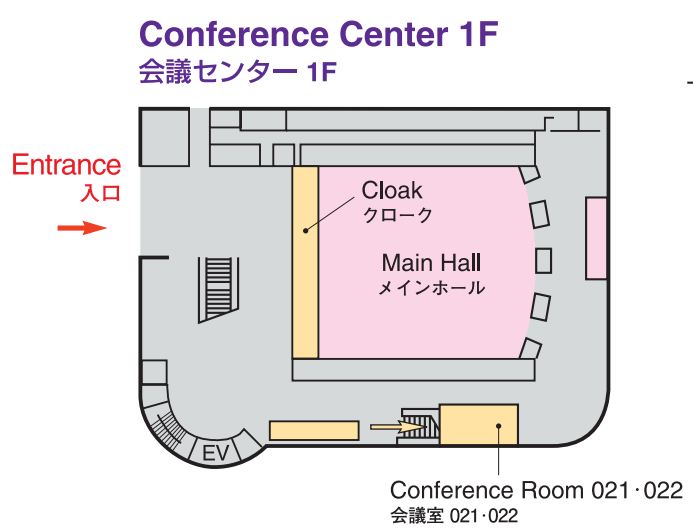 Conference Center 1F
会議センター 1F
Entrance
入口
Cloak
クローク
Main Hall
メインホール
EV
Conference Room 021·022
会議室 021·022